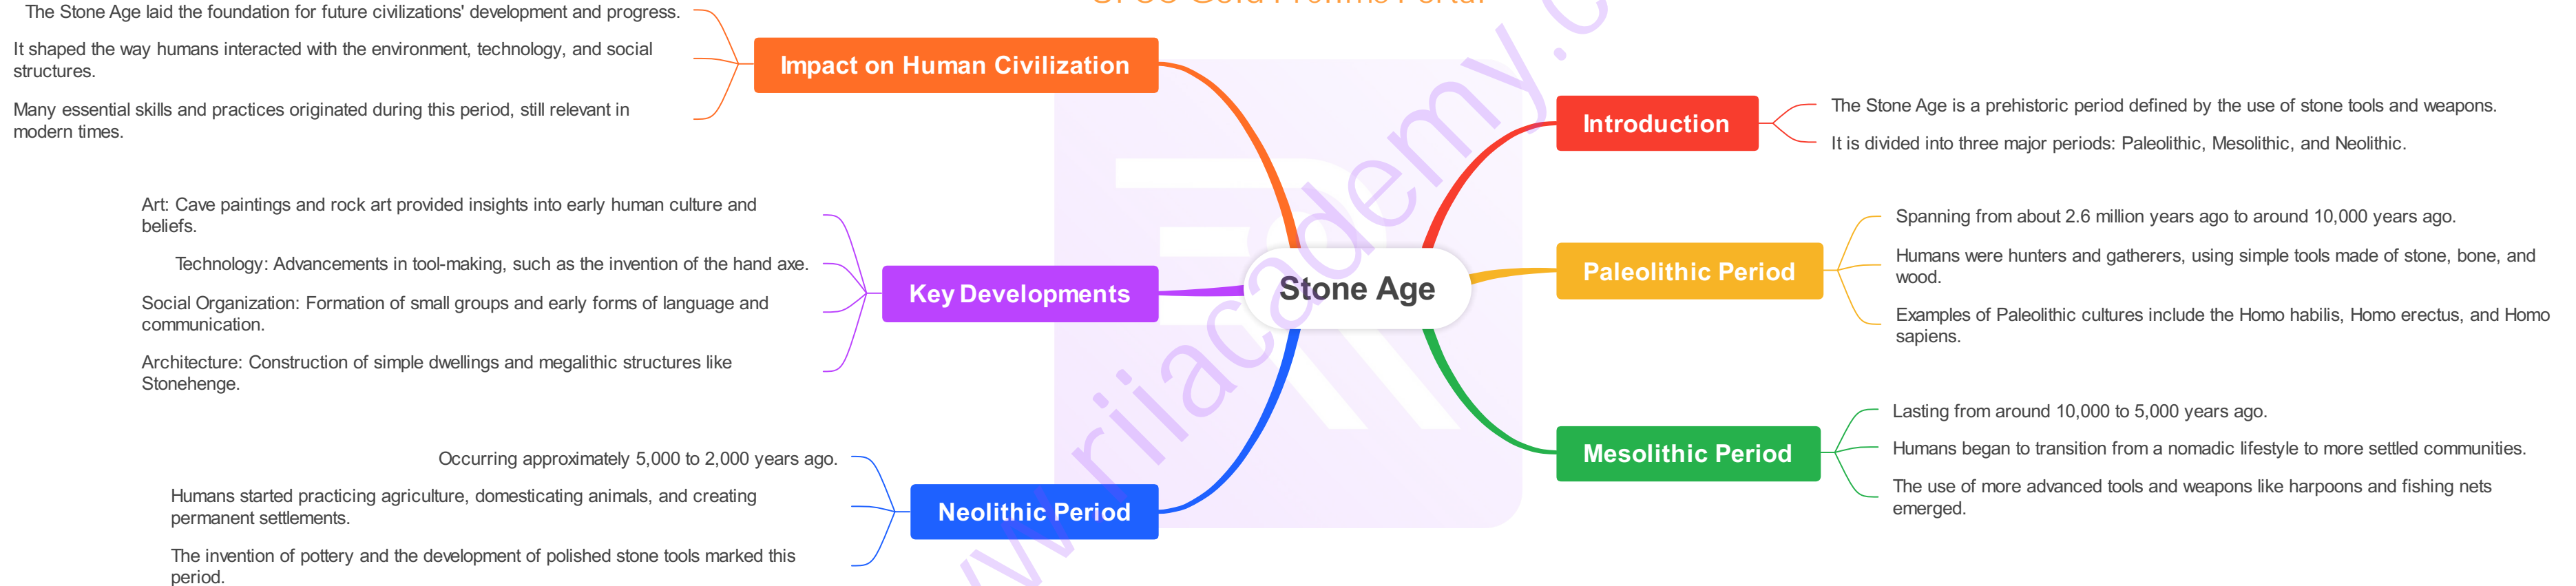 Stone Age
Introduction
The Stone Age is a prehistoric period defined by the use of stone tools and weapons.
It is divided into three major periods: Paleolithic, Mesolithic, and Neolithic.
Paleolithic Period
Spanning from about 2.6 million years ago to around 10,000 years ago.
Humans were hunters and gatherers, using simple tools made of stone, bone, and
wood.
Examples of Paleolithic cultures include the Homo habilis, Homo erectus, and Homo
sapiens.
Mesolithic Period
Lasting from around 10,000 to 5,000 years ago.
Humans began to transition from a nomadic lifestyle to more settled communities.
The use of more advanced tools and weapons like harpoons and fishing nets
emerged.
Neolithic Period
Occurring approximately 5,000 to 2,000 years ago.
Humans started practicing agriculture, domesticating animals, and creating
permanent settlements.
The invention of pottery and the development of polished stone tools marked this
period.
Key Developments
Art: Cave paintings and rock art provided insights into early human culture and
beliefs.
Technology: Advancements in tool-making, such as the invention of the hand axe.
Social Organization: Formation of small groups and early forms of language and
communication.
Architecture: Construction of simple dwellings and megalithic structures like
Stonehenge.
Impact on Human Civilization
The Stone Age laid the foundation for future civilizations' development and progress.
It shaped the way humans interacted with the environment, technology, and social
structures.
Many essential skills and practices originated during this period, still relevant in
modern times.